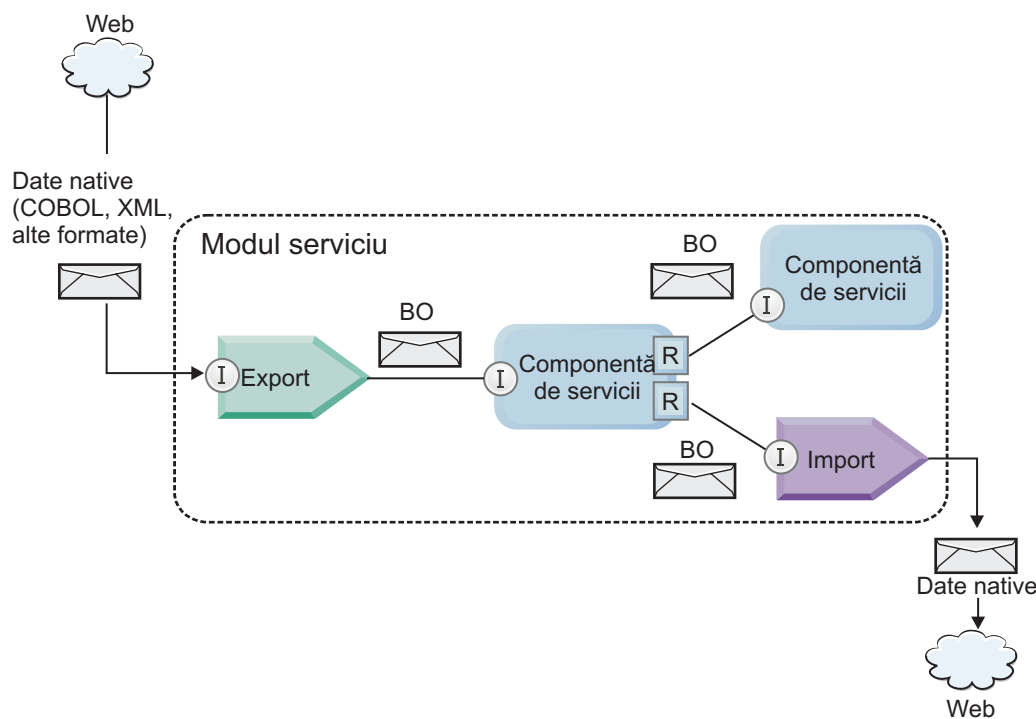 Web
Date native
(COBOL, XML,
alte formate)
Modul serviciu
BO
Componentă
de servicii
I
BO
I
Export
I
Componentă
de servicii
R
R
BO
I
Import
Date native
Web